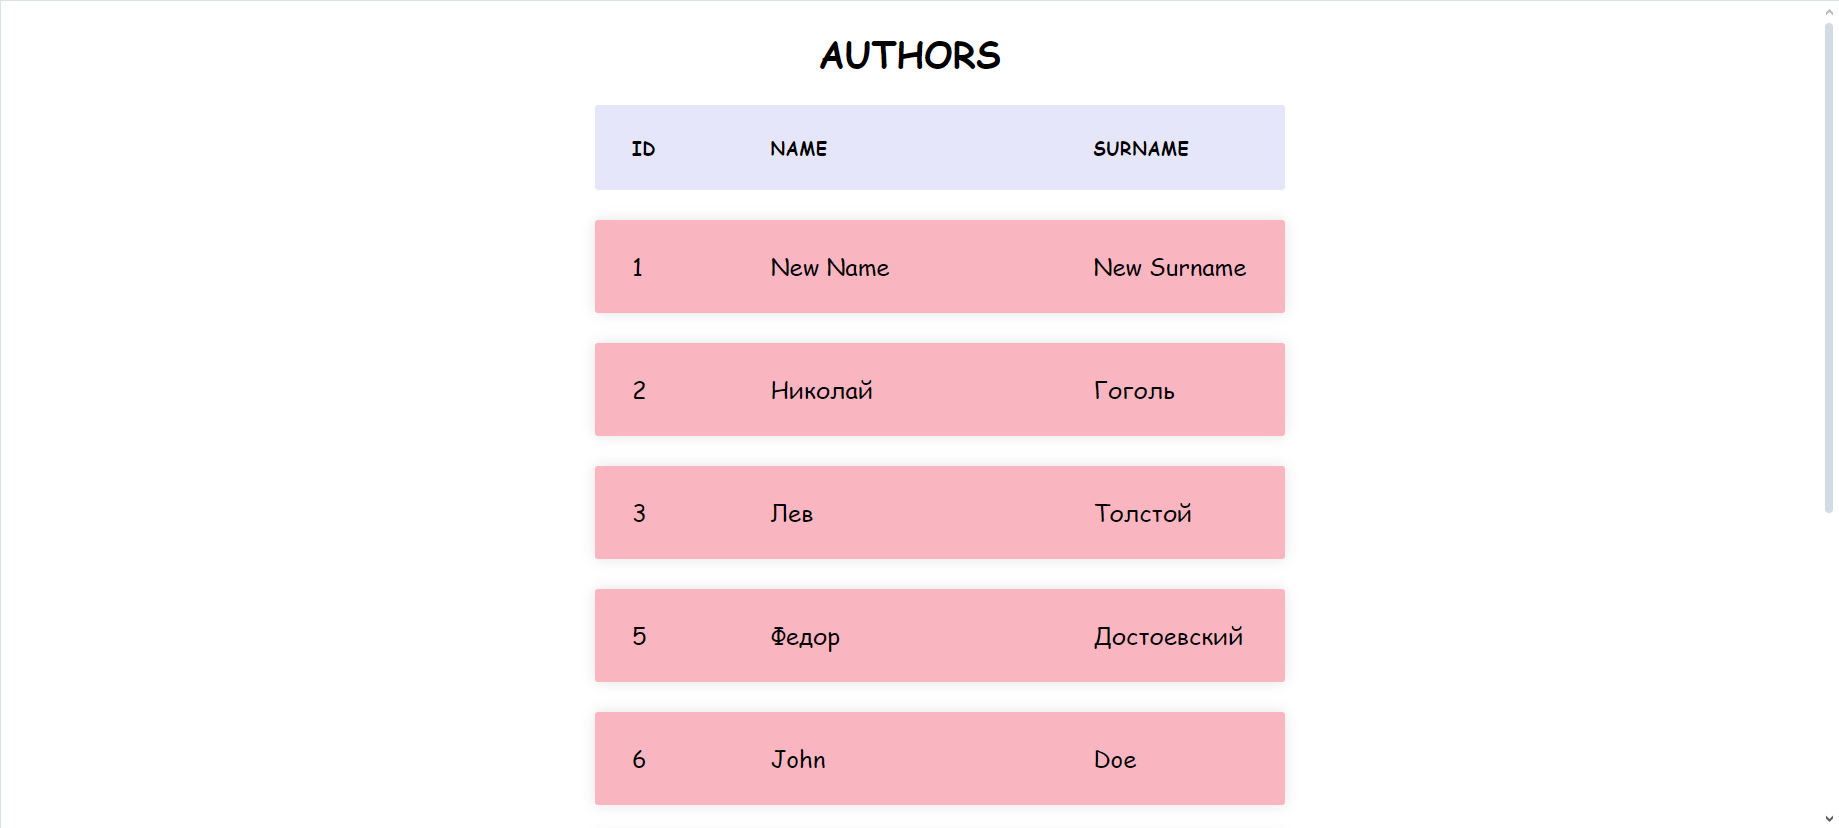 AUTHORS
ID NAME SURNAME
1 New Name New Surname
2 Николай Гоголь
3 Лев Толстой
5 Федор Достоевский
6 John Doe